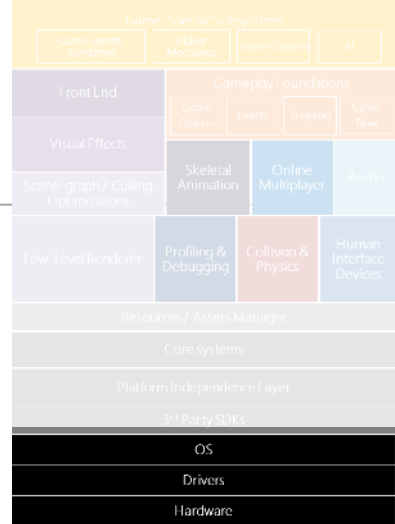 Game-Specific Subsystems
Game-Specific
Rendering
Player
Mechanics
Game Camera
AI
Front End
Gameplay Foundations
Game
Objects
Events
Scripting
Game
Flow
Visual Effects
Skeletal
Animation
Online
Multiplayer
Audio
Scene-graph / Culling
Optimizations
Low-Level Renderer
Profiling &
Debugging
Collision &
Physics
Human
Interface
Devices
Resources / Assets Manager
Core systems
Platform Independence Layer
3rd Party SDKs
OS
Drivers
Hardware